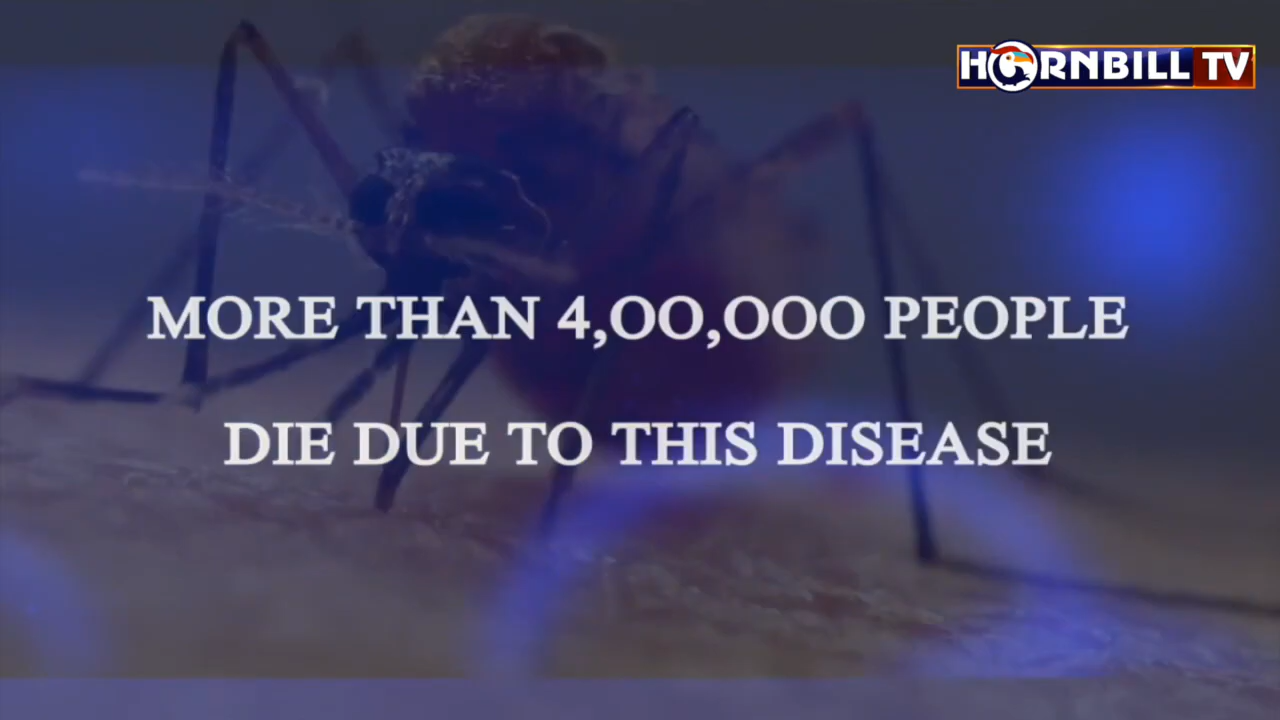 HORNBILL TV
MORE THAN 4,00,000 PEOPLE
DIE DUE TO THIS DISEASE